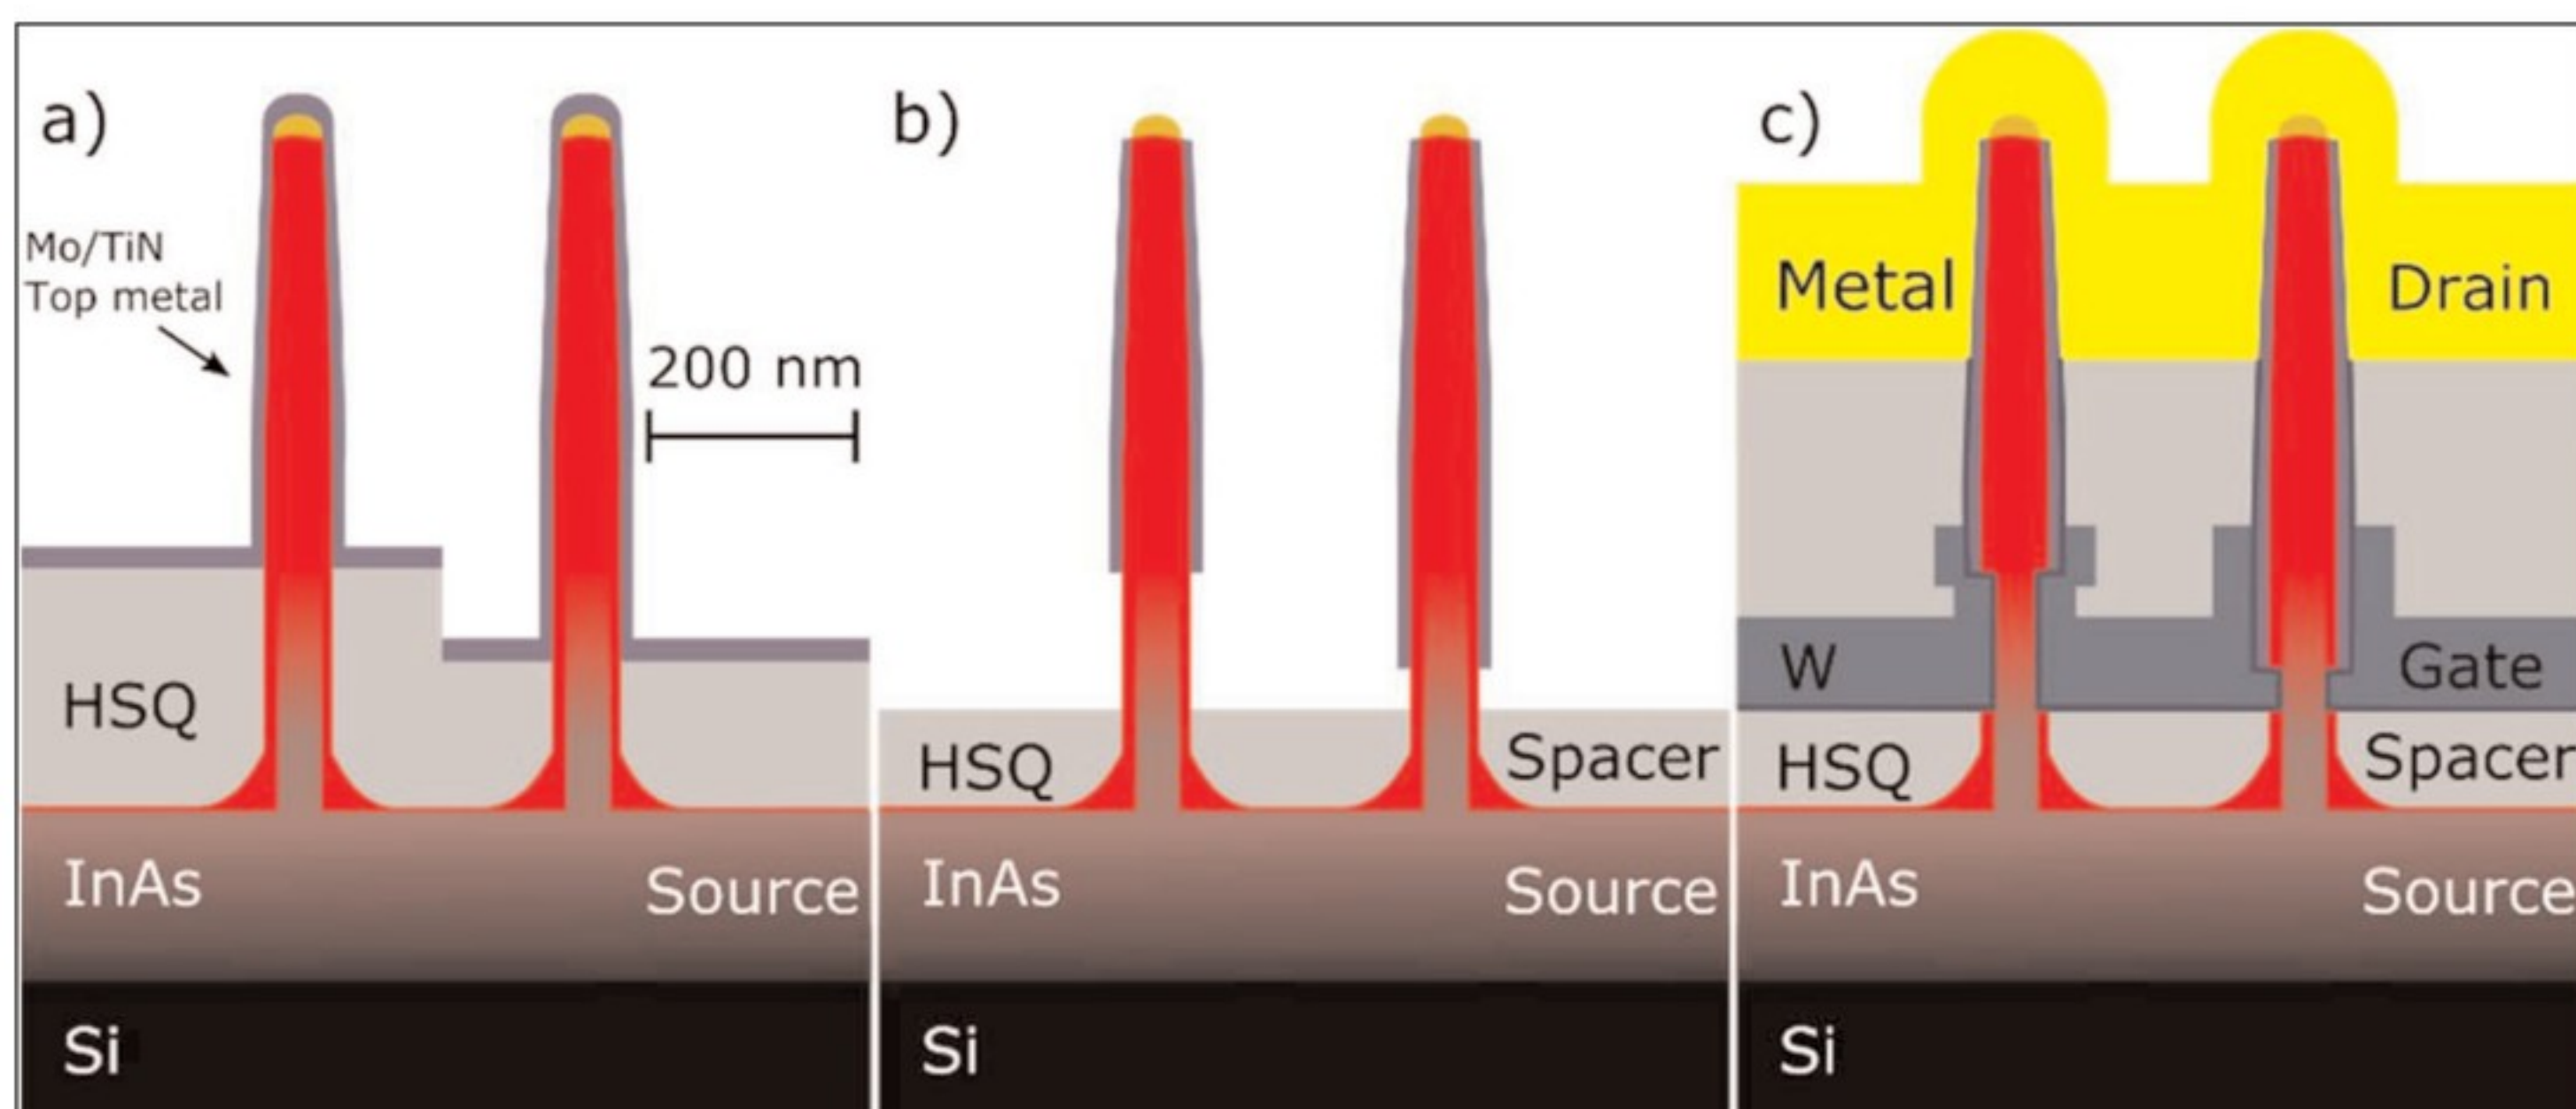 a)
Mo/TiN
Top metal
200 nm
HSQ
InAs
Source
Si
b)
HSQ
Spacer
InAs
Source
Si
c)
Metal
Drain
W
Gate
HSQ
Spacer
InAs
Source
Si